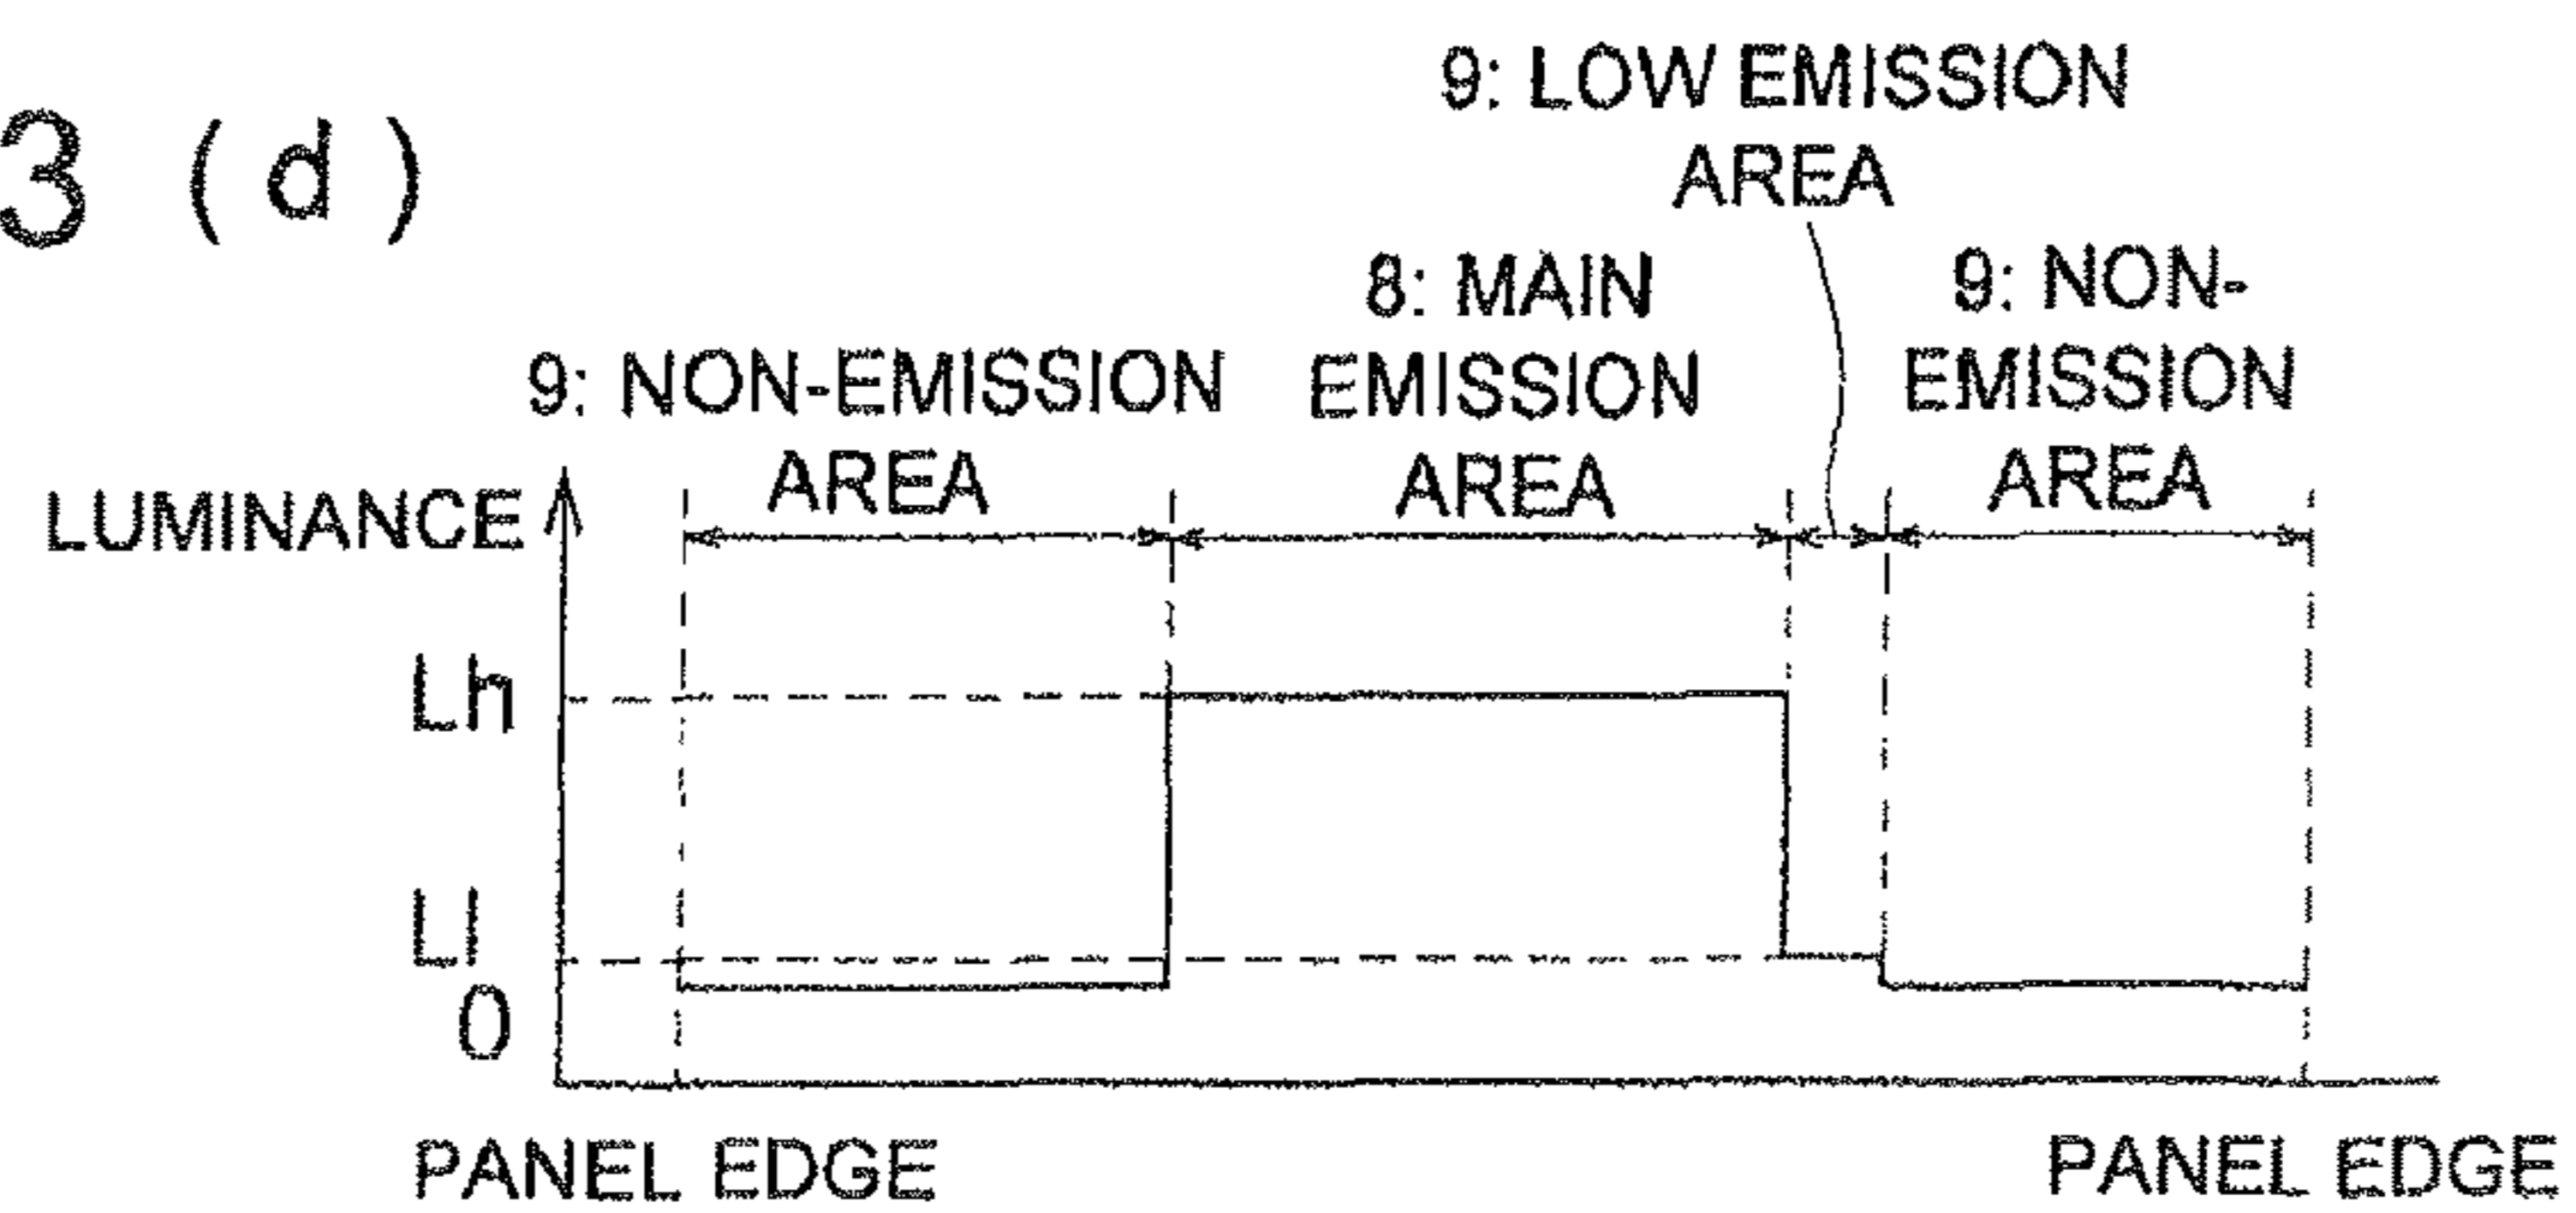 3 (d)
9: LOW EMISSION
AREA
8: MAIN
EMISSION
AREA
9: NON-
EMISSION
AREA
9: NON-EMISSION
AREA
LUMINANCE
Lh
Ll
0
PANEL EDGE
PANEL EDGE